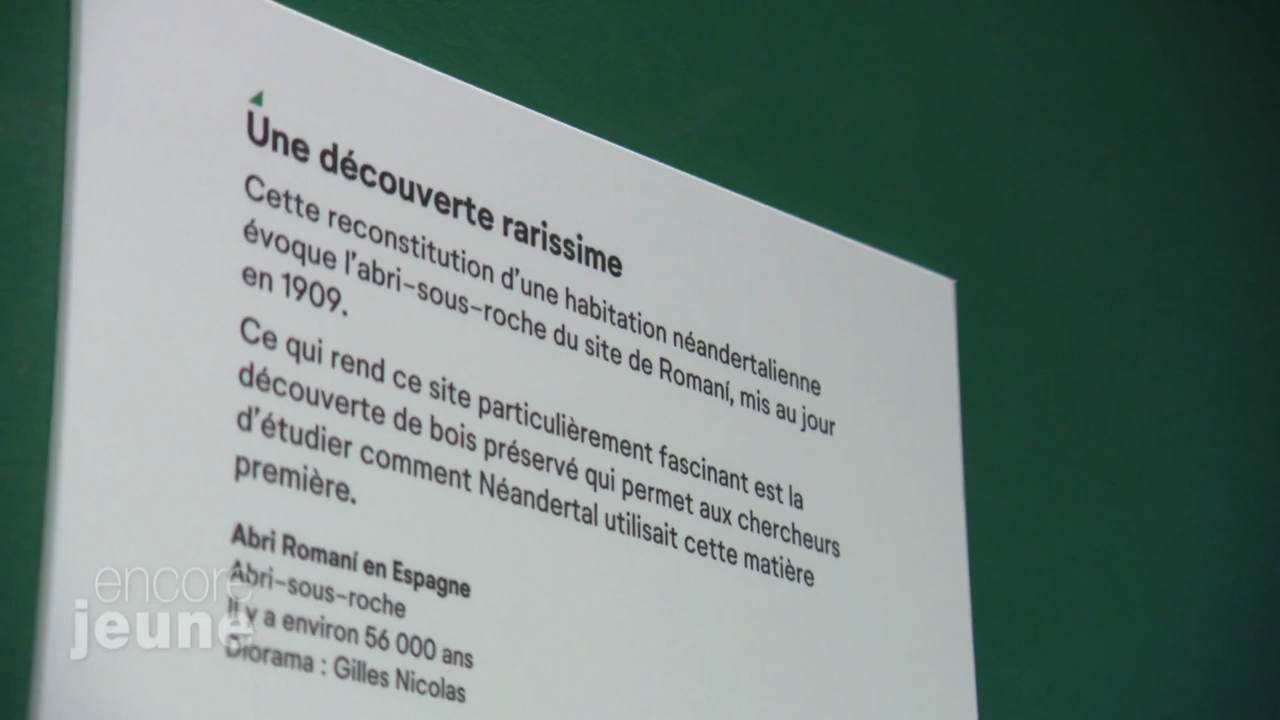 Une découverte rarissime
Cette reconstitution d'une habitation néandertalienne
évoque l'abri-sous-roche du site de Romaní, mis au jour
en 1909.
Ce qui rend ce site particulièrement fascinant est la
découverte de bois préservé qui permet aux chercheurs
d'étudier comment Néandertal utilisait cette matière
première.
Abri Romaní en Espagne
Abri-sous-roche
Il y a environ 56 000 ans
Diorama : Gilles Nicolas
encore
jeune